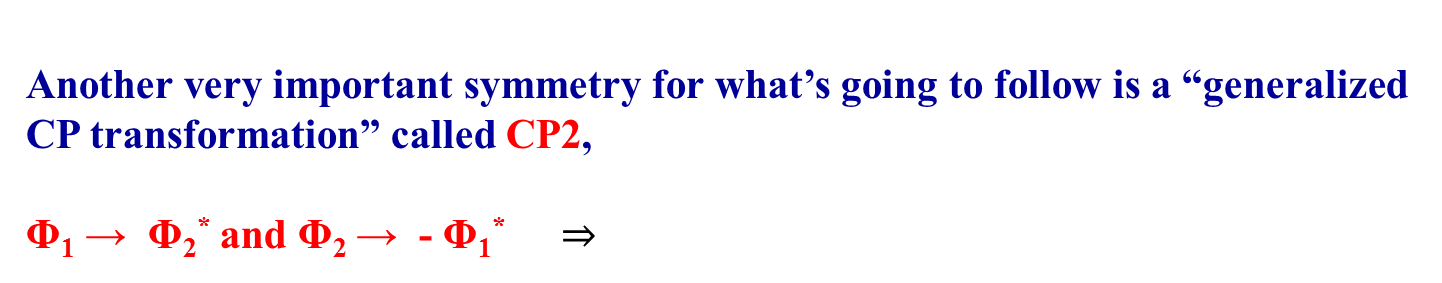 Another very important symmetry for what’s going to follow is a “generalized
CP transformation” called CP2,
Φ₁ → Φ₂* and Φ₂ → - Φ₁* ⇒